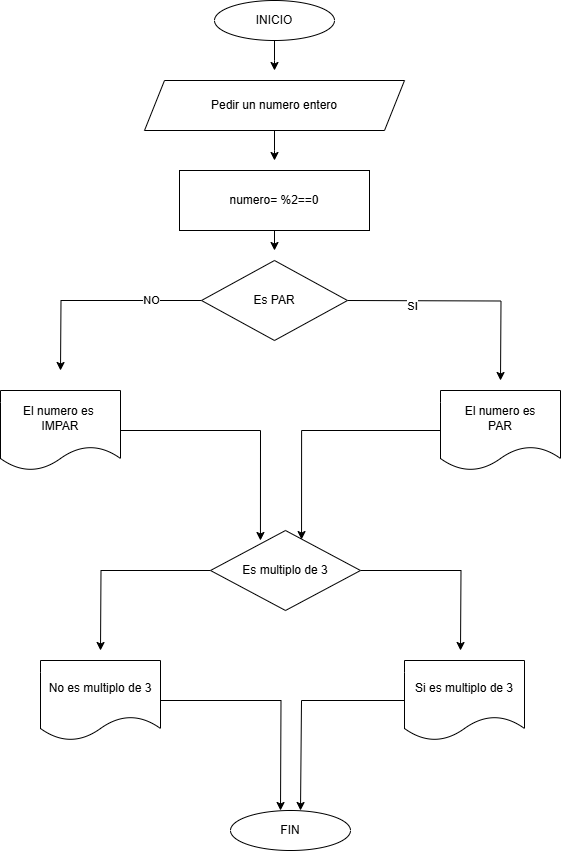 INICIO
Pedir un numero entero
numero= %2==0
Es PAR
NO
SI
El numero es
IMPAR
El numero es
PAR
Es multiplo de 3
No es multiplo de 3
Si es multiplo de 3
FIN